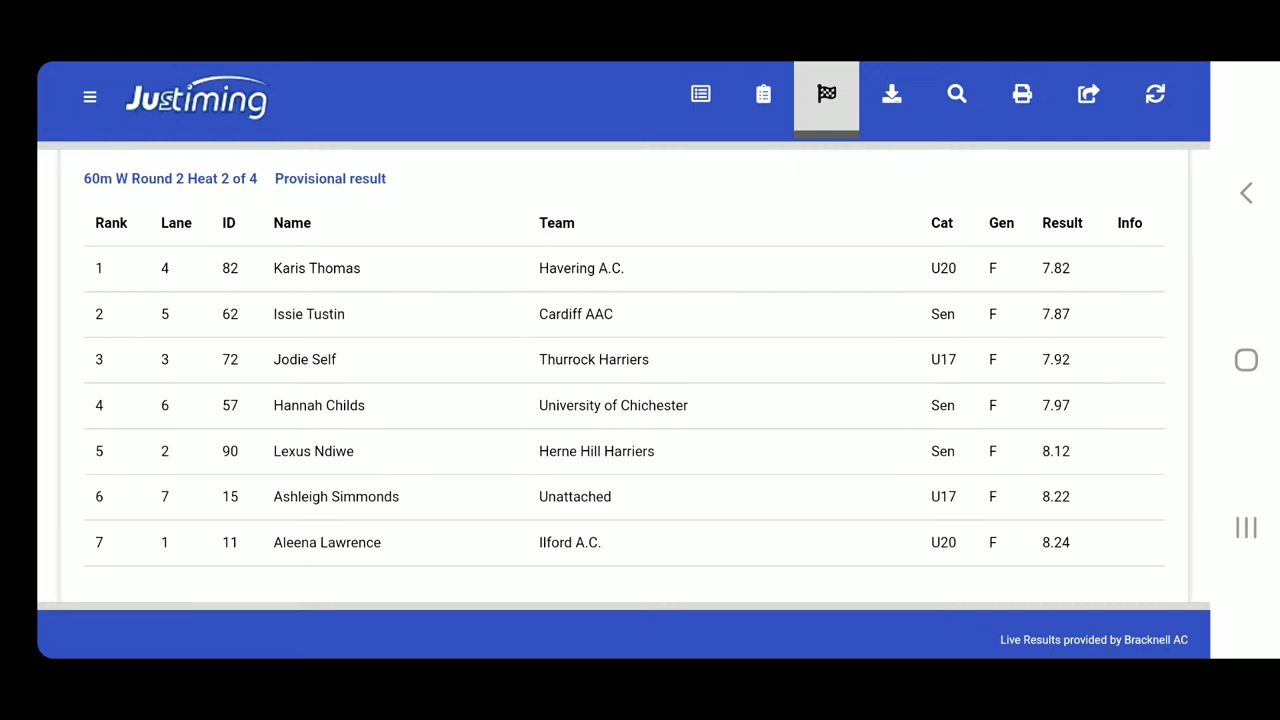 Justiming
60m W Round 2 Heat 2 of 4 Provisional result
Rank Lane ID Name Team Cat Gen Result Info
1 4 82 Karis Thomas Havering A.C. U20 F 7.82
2 5 62 Issie Tustin Cardiff AAC Sen F 7.87
3 3 72 Jodie Self Thurrock Harriers U17 F 7.92
4 6 57 Hannah Childs University of Chichester Sen F 7.97
5 2 90 Lexus Ndiwe Herne Hill Harriers Sen F 8.12
6 7 15 Ashleigh Simmonds Unattached U17 F 8.22
7 1 11 Aleena Lawrence Ilford A.C. U20 F 8.24
Live Results provided by Bracknell AC